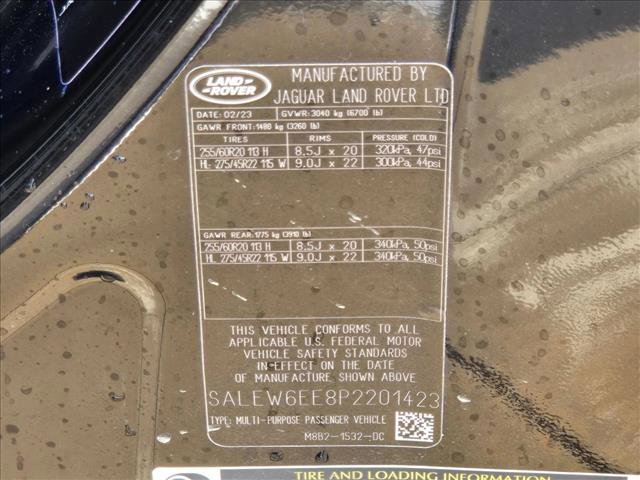 LAND ROVER
MANUFACTURED BY
JAGUAR LAND ROVER LTD
DATE: 02/23 GVWR: 3040 kg (6700 lb)
GAWR FRONT: 1480 kg (3260 lb)
TIRES RIMS PRESSURE (COLD)
255/60R20 113 H 8.5J x 20 320kPa, 47psi
HL 275/45R22 115 W 9.0J x 22 300kPa, 44psi
GAWR REAR: 1775 kg (3910 lb)
255/60R20 113 H 8.5J x 20 340kPa, 50psi
HL 275/45R22 115 W 9.0J x 22 340kPa, 50psi
THIS VEHICLE CONFORMS TO ALL
APPLICABLE U.S. FEDERAL MOTOR
VEHICLE SAFETY STANDARDS
IN EFFECT ON THE DATE
OF MANUFACTURE SHOWN ABOVE
SALEW6EE8P2201423
TYPE: MULTI-PURPOSE PASSENGER VEHICLE
M8B2-1532-DC
TIRE AND LOADING INFORMATION